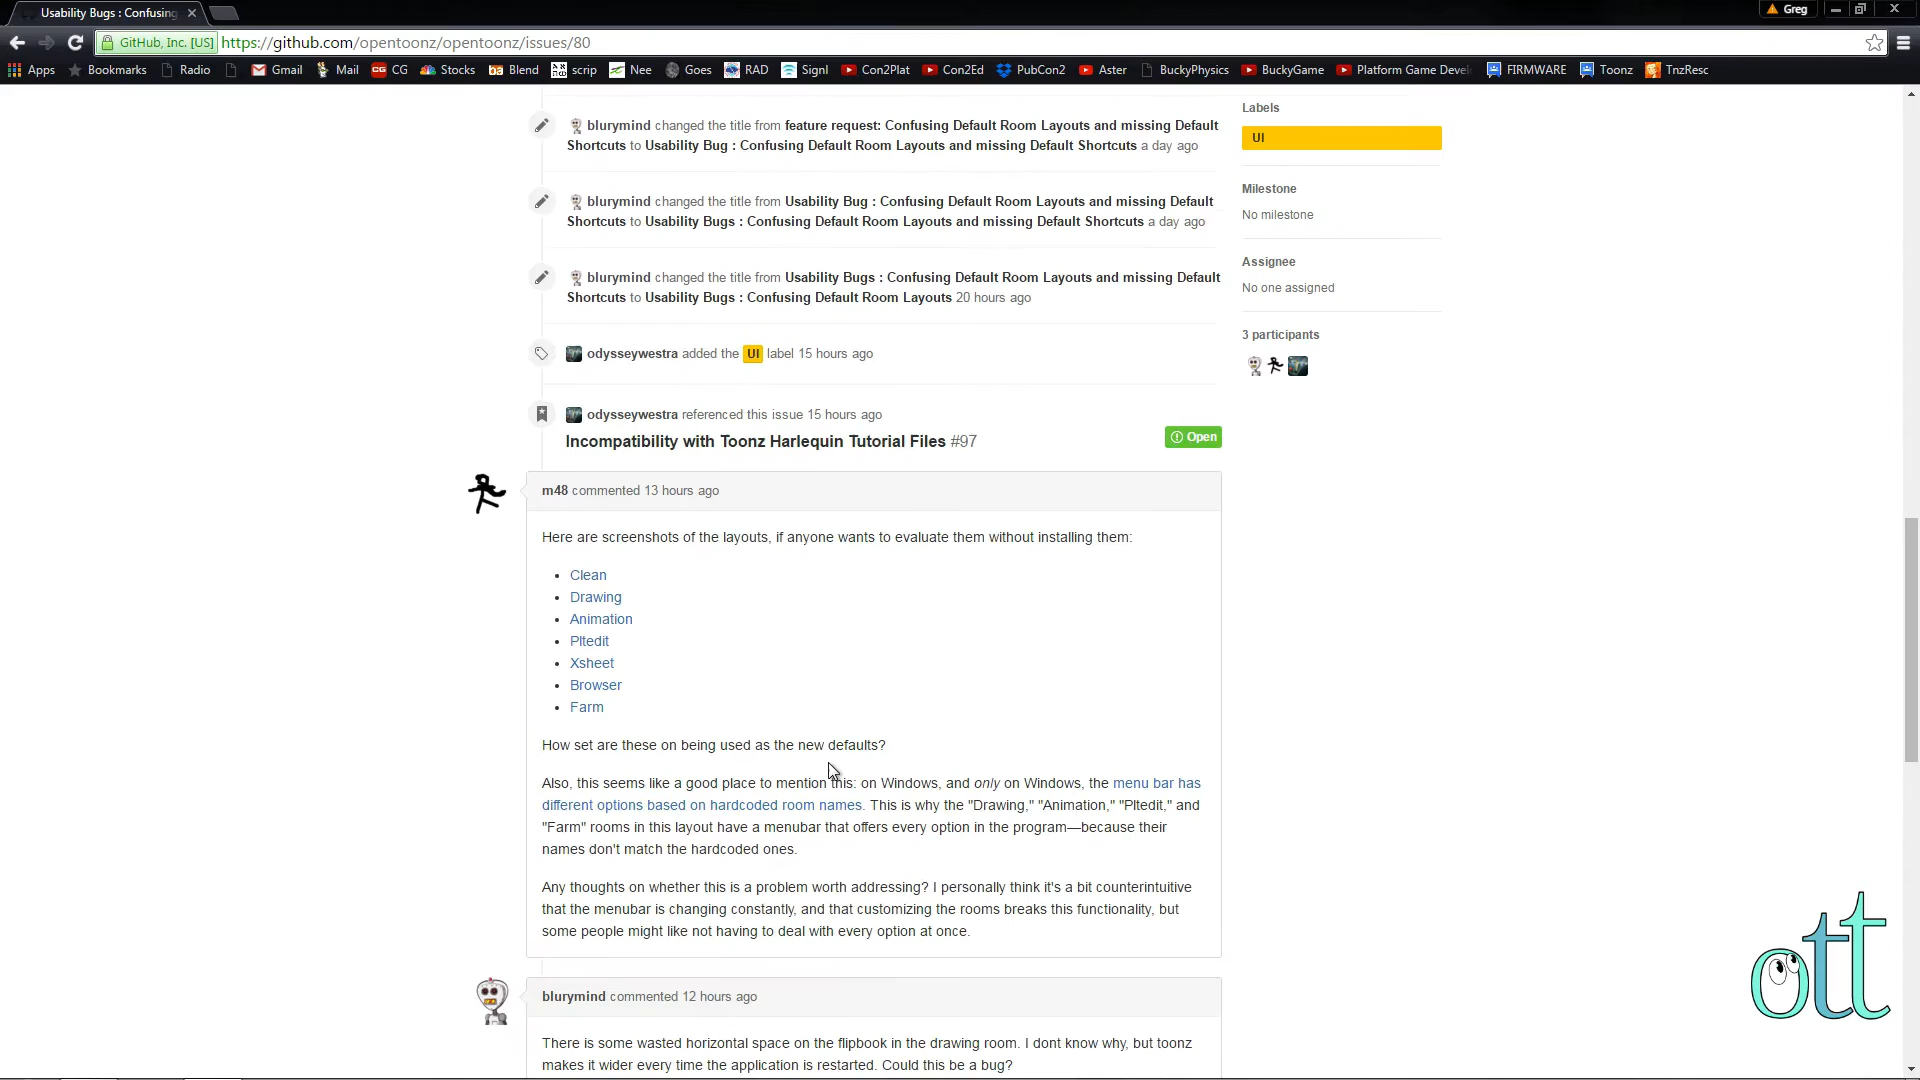 Usability Bugs : Confusing
Greg
GitHub, Inc. [US] https://github.com/opentoonz/opentoonz/issues/80
Apps Bookmarks Radio Gmail Mail CG CG Stocks Blend scrip Nee Goes RAD Signl Con2Plat Con2Ed PubCon2 Aster BuckyPhysics BuckyGame Platform Game Deve FIRMWARE Toonz TnzResc
blurymind changed the title from feature request: Confusing Default Room Layouts and missing Default
Shortcuts to Usability Bug : Confusing Default Room Layouts and missing Default Shortcuts a day ago
blurymind changed the title from Usability Bug : Confusing Default Room Layouts and missing Default
Shortcuts to Usability Bugs : Confusing Default Room Layouts and missing Default Shortcuts a day ago
blurymind changed the title from Usability Bugs : Confusing Default Room Layouts and missing Default
Shortcuts to Usability Bugs : Confusing Default Room Layouts 20 hours ago
odysseywestra added the UI label 15 hours ago
odysseywestra referenced this issue 15 hours ago
Incompatibility with Toonz Harlequin Tutorial Files #97
Open
m48 commented 13 hours ago
Here are screenshots of the layouts, if anyone wants to evaluate them without installing them:
• Clean
• Drawing
• Animation
• Pltedit
• Xsheet
• Browser
• Farm
How set are these on being used as the new defaults?
Also, this seems like a good place to mention this: on Windows, and only on Windows, the menu bar has
different options based on hardcoded room names. This is why the "Drawing," "Animation," "Pltedit," and
"Farm" rooms in this layout have a menubar that offers every option in the program—because their
names don't match the hardcoded ones.
Any thoughts on whether this is a problem worth addressing? I personally think it's a bit counterintuitive
that the menubar is changing constantly, and that customizing the rooms breaks this functionality, but
some people might like not having to deal with every option at once.
blurymind commented 12 hours ago
There is some wasted horizontal space on the flipbook in the drawing room. I dont know why, but toonz
makes it wider every time the application is restarted. Could this be a bug?
Labels
UI
Milestone
No milestone
Assignee
No one assigned
3 participants
ott